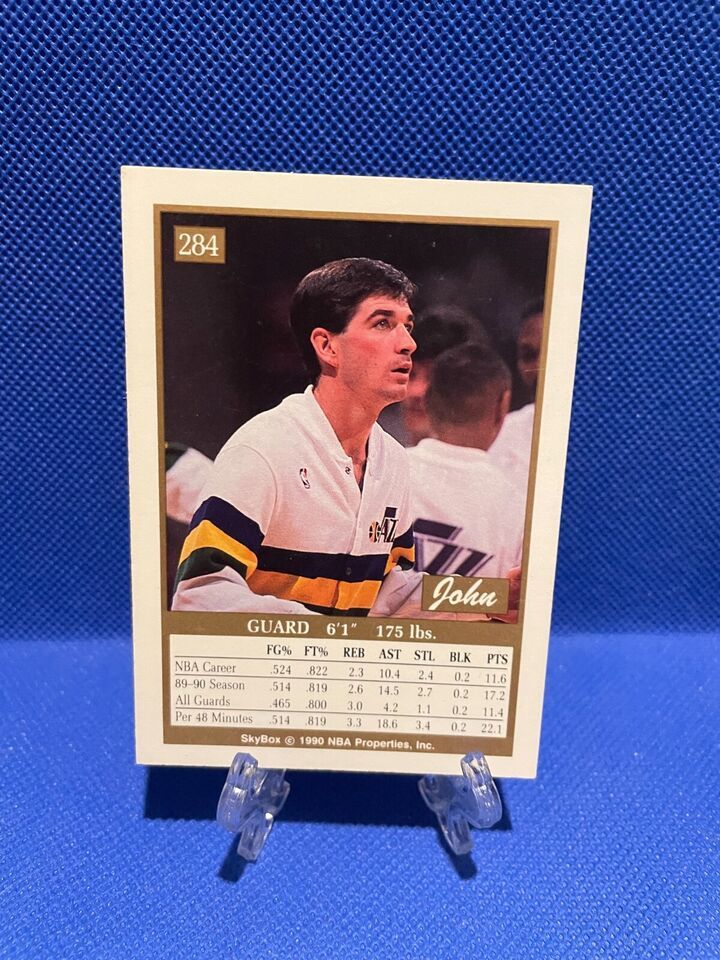 284
JAZZ
John
GUARD 6'1" 175 lbs.
FG% FT% REB AST STL BLK PTS
NBA Career .524 .822 2.3 10.4 2.4 0.2 11.6
89-90 Season .514 .819 2.6 14.5 2.7 0.2 17.2
All Guards .465 .800 3.0 4.2 1.1 0.2 11.4
Per 48 Minutes .514 .819 3.3 18.6 3.4 0.2 22.1
SkyBox © 1990 NBA Properties, Inc.